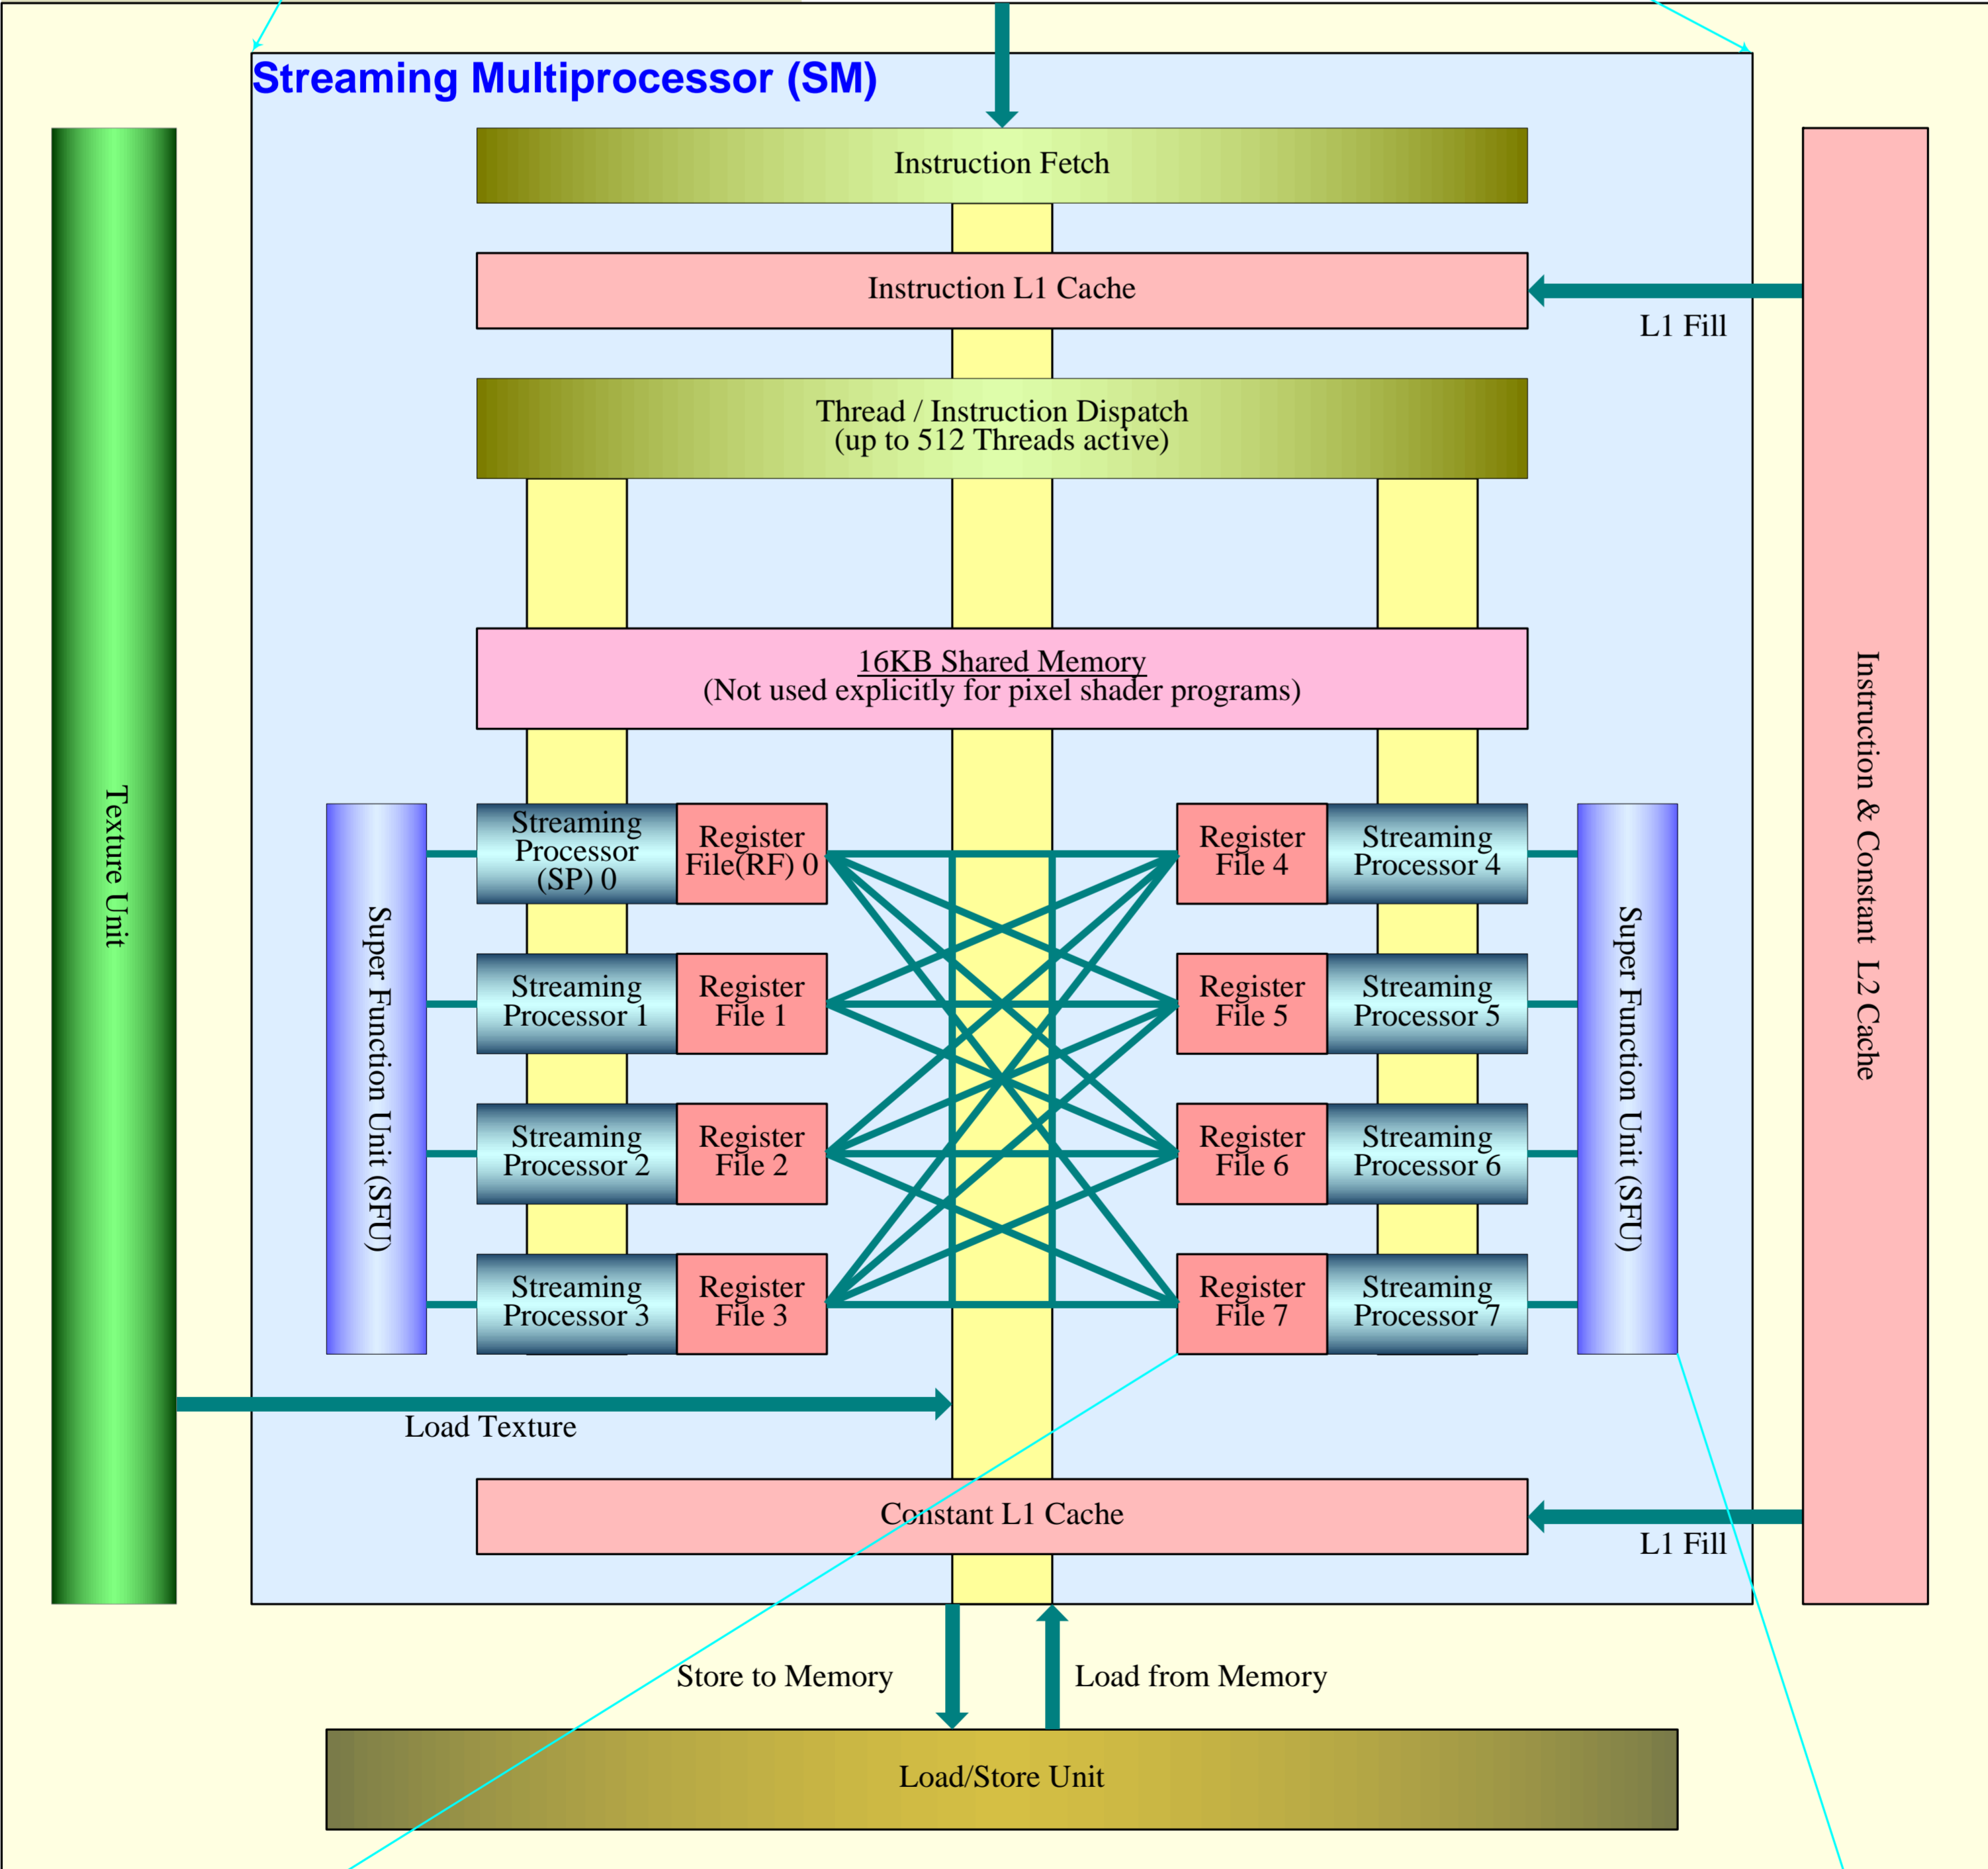 Streaming Multiprocessor (SM)
Instruction Fetch
Instruction L1 Cache
L1 Fill
Thread / Instruction Dispatch
(up to 512 Threads active)
16KB Shared Memory
(Not used explicitly for pixel shader programs)
Texture Unit
Instruction & Constant L2 Cache
Super Function Unit (SFU)
Streaming
Processor
(SP) 0
Register
File(RF) 0
Register
File 4
Streaming
Processor 4
Super Function Unit (SFU)
Streaming
Processor 1
Register
File 1
Register
File 5
Streaming
Processor 5
Streaming
Processor 2
Register
File 2
Register
File 6
Streaming
Processor 6
Streaming
Processor 3
Register
File 3
Register
File 7
Streaming
Processor 7
Load Texture
Constant L1 Cache
L1 Fill
Store to Memory
Load from Memory
Load/Store Unit